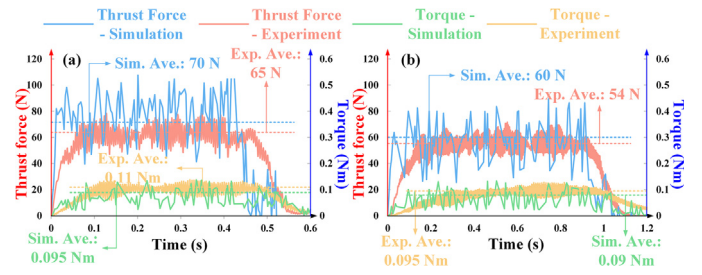 Thrust Force - Simulation
Thrust Force - Experiment
Torque - Simulation
Torque - Experiment
(a)
Sim. Ave.: 70 N
Exp. Ave.: 65 N
Exp. Ave.: 0.11 Nm
Sim. Ave.: 0.095 Nm
Thrust force (N)
120
100
80
60
40
20
0
Torque (Nm)
0.6
0.5
0.4
0.3
0.2
0.1
0
0 0.1 0.2 0.3 0.4 0.5 0.6
Time (s)
(b)
Sim. Ave.: 60 N
Exp. Ave.: 54 N
Exp. Ave.: 0.095 Nm
Sim. Ave.: 0.09 Nm
Thrust force (N)
120
100
80
60
40
20
0
Torque (Nm)
0.6
0.5
0.4
0.3
0.2
0.1
0
0 0.2 0.4 0.6 0.8 1 1.2
Time (s)